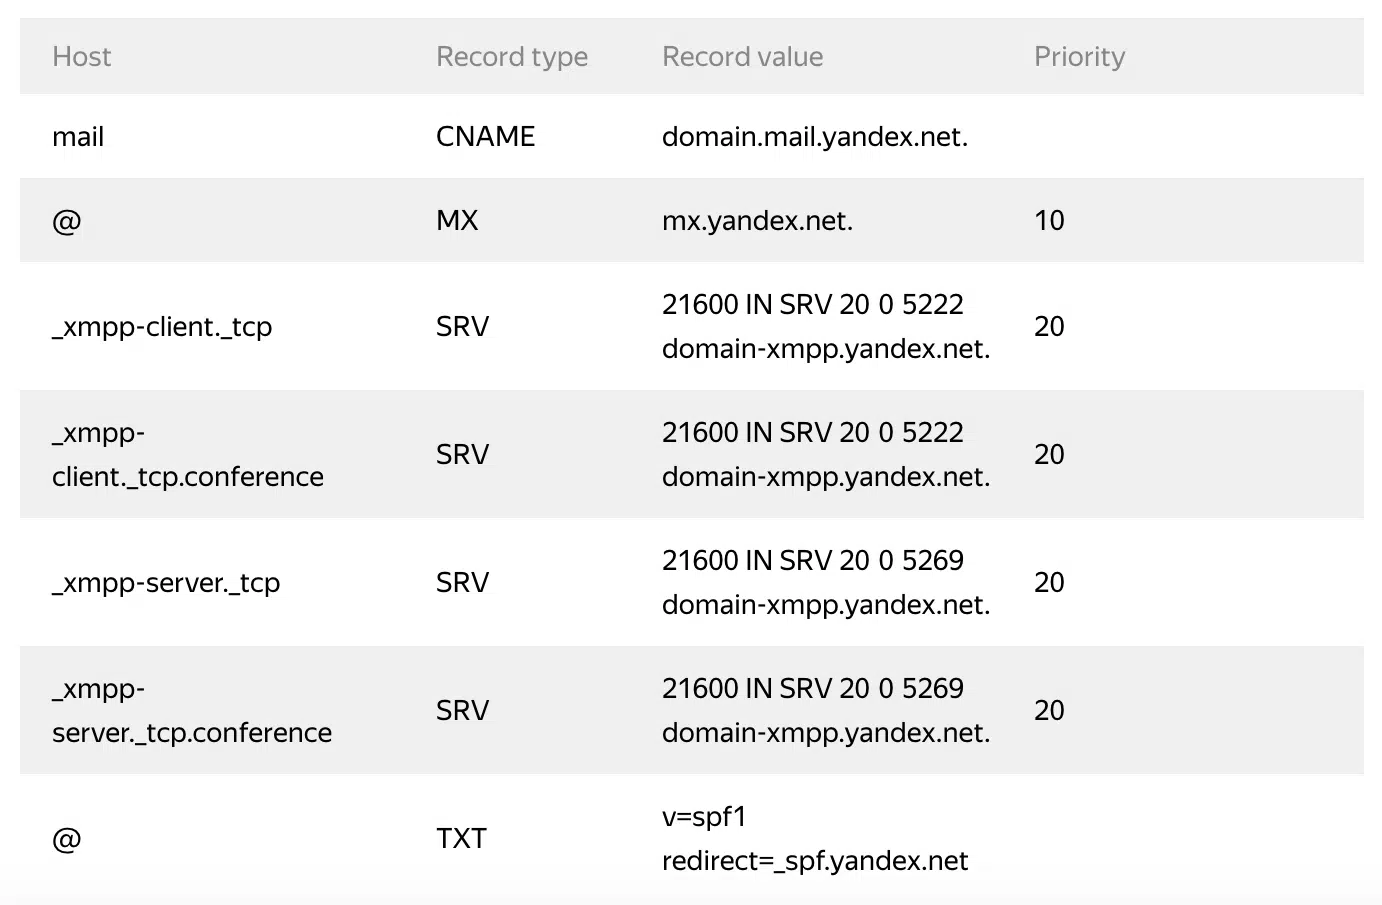 Host Record type Record value Priority
mail CNAME domain.mail.yandex.net.
@ MX mx.yandex.net. 10
_xmpp-client._tcp SRV 21600 IN SRV 20 0 5222
domain-xmpp.yandex.net. 20
_xmpp-
client._tcp.conference SRV 21600 IN SRV 20 0 5222
domain-xmpp.yandex.net. 20
_xmpp-server._tcp SRV 21600 IN SRV 20 0 5269
domain-xmpp.yandex.net. 20
_xmpp-
server._tcp.conference SRV 21600 IN SRV 20 0 5269
domain-xmpp.yandex.net. 20
@ TXT v=spf1
redirect=_spf.yandex.net